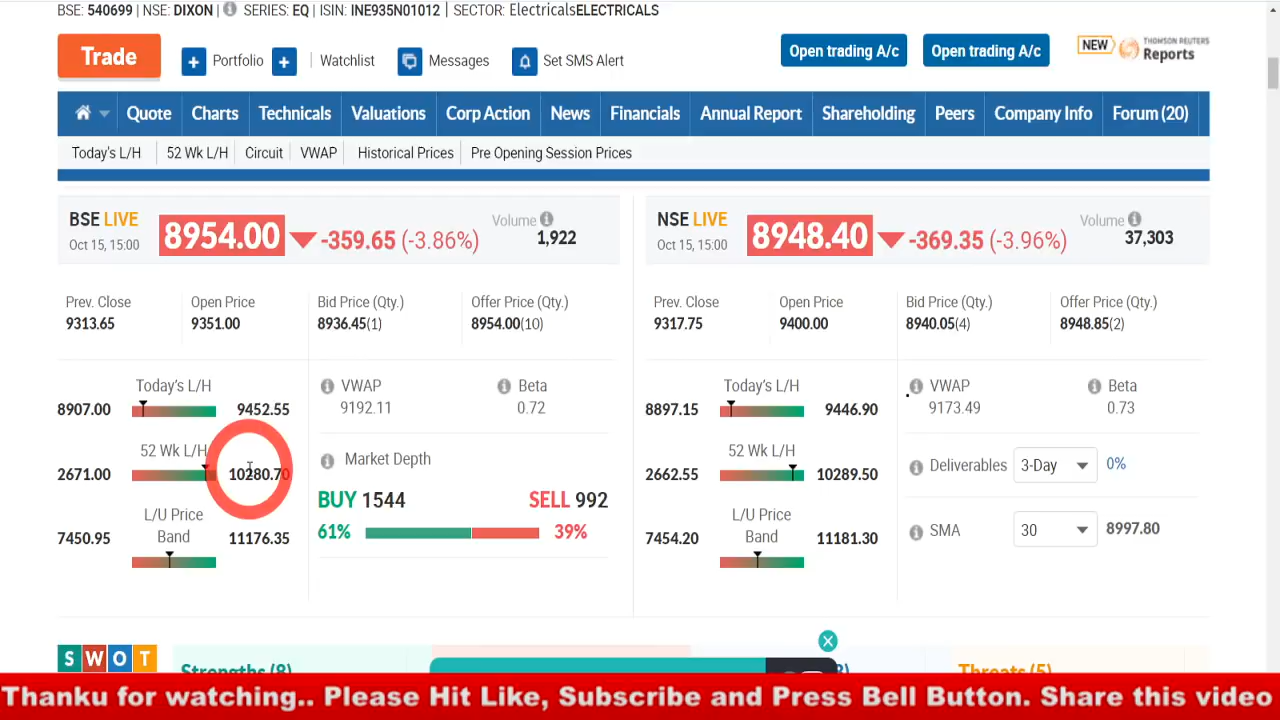 BSE: 540699 | NSE: DIXON | SERIES: EQ | ISIN: INE935N01012 | SECTOR: ElectricalsELECTRICALS
Trade
Portfolio
Watchlist
Messages
Set SMS Alert
Open trading A/c
Open trading A/c
NEW
THOMSON REUTERS
Reports
Quote
Charts
Technicals
Valuations
Corp Action
News
Financials
Annual Report
Shareholding
Peers
Company Info
Forum (20)
Today's L/H
52 Wk L/H
Circuit
VWAP
Historical Prices
Pre Opening Session Prices
BSE LIVE
Oct 15, 15:00
8954.00
-359.65 (-3.86%)
Volume
1,922
Prev. Close
9313.65
Open Price
9351.00
Bid Price (Qty.)
8936.45(1)
Offer Price (Qty.)
8954.00(10)
Today's L/H
8907.00
9452.55
52 Wk L/H
2671.00
10280.70
L/U Price
Band
7450.95
11176.35
VWAP
9192.11
Beta
0.72
Market Depth
BUY 1544
SELL 992
61%
39%
NSE LIVE
Oct 15, 15:00
8948.40
-369.35 (-3.96%)
Volume
37,303
Prev. Close
9317.75
Open Price
9400.00
Bid Price (Qty.)
8940.05(4)
Offer Price (Qty.)
8948.85(2)
Today's L/H
8897.15
9446.90
52 Wk L/H
2662.55
10289.50
L/U Price
Band
7454.20
11181.30
VWAP
9173.49
Beta
0.73
Deliverables
3-Day
0%
SMA
30
8997.80
SWOT
Strengths (8)
Threats (5)
Thanku for watching.. Please Hit Like, Subscribe and Press Bell Button. Share this video